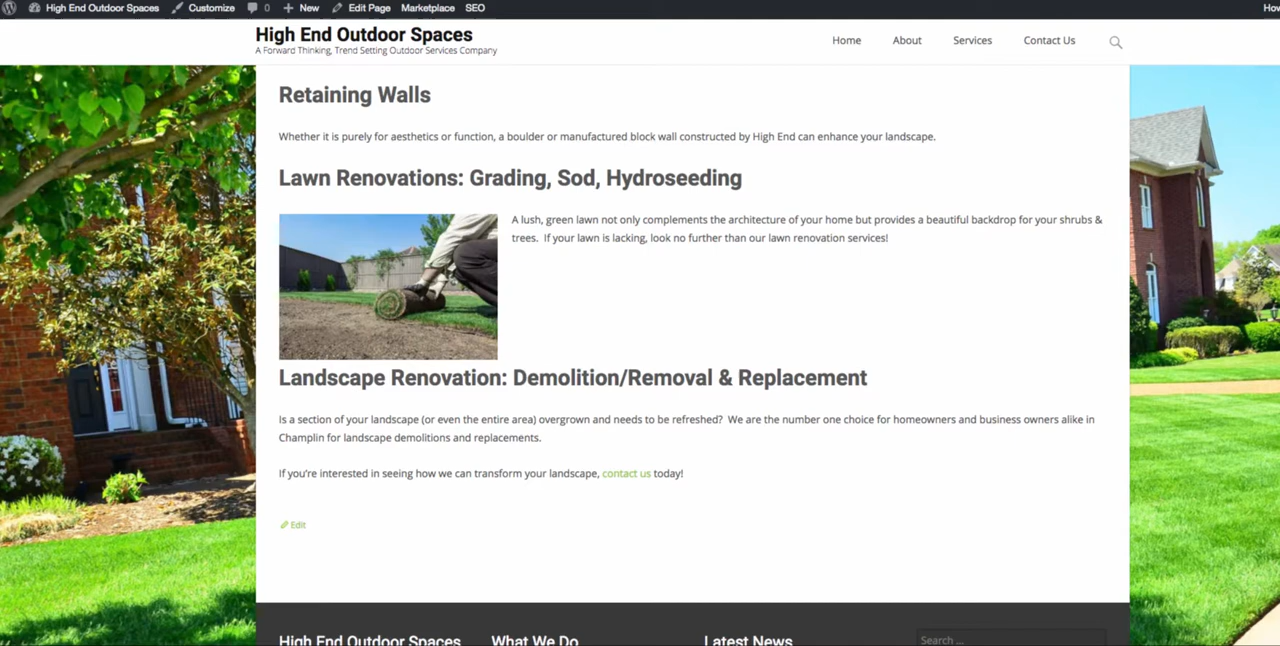 High End Outdoor Spaces Customize 0 New Edit Page Marketplace SEO
High End Outdoor Spaces
A Forward Thinking, Trend Setting Outdoor Services Company
Home About Services Contact Us
Retaining Walls
Whether it is purely for aesthetics or function, a boulder or manufactured block wall constructed by High End can enhance your landscape.
Lawn Renovations: Grading, Sod, Hydroseeding
A lush, green lawn not only complements the architecture of your home but provides a beautiful backdrop for your shrubs &
trees. If your lawn is lacking, look no further than our lawn renovation services!
Landscape Renovation: Demolition/Removal & Replacement
Is a section of your landscape (or even the entire area) overgrown and needs to be refreshed? We are the number one choice for homeowners and business owners alike in
Champlin for landscape demolitions and replacements.
If you're interested in seeing how we can transform your landscape, contact us today!
Edit
High End Outdoor Spaces What We Do Latest News Search ...